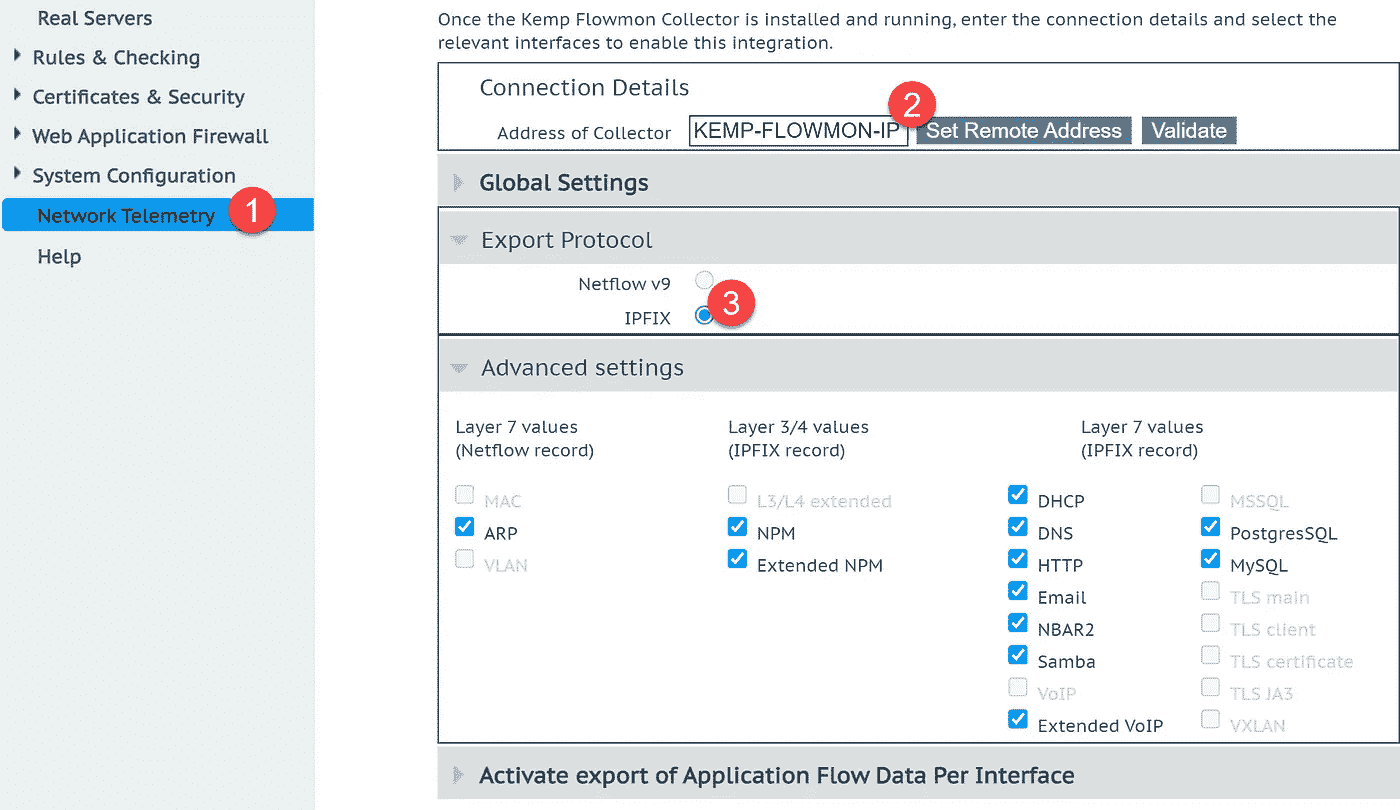 Real Servers
Rules & Checking
Certificates & Security
Web Application Firewall
System Configuration
Network Telemetry 1
Help
Once the Kemp Flowmon Collector is installed and running, enter the connection details and select the
relevant interfaces to enable this integration.
Connection Details
2
Address of Collector KEMP-FLOWMON-IP Set Remote Address Validate
Global Settings
Export Protocol
Netflow v9
3
IPFIX
Advanced settings
Layer 7 values
(Netflow record)
MAC
ARP
VLAN
Layer 3/4 values
(IPFIX record)
L3/L4 extended
NPM
Extended NPM
Layer 7 values
(IPFIX record)
DHCP
DNS
HTTP
Email
NBAR2
Samba
VoIP
Extended VoIP
MSSQL
PostgresSQL
MySQL
TLS main
TLS client
TLS certificate
TLS JA3
VXLAN
Activate export of Application Flow Data Per Interface